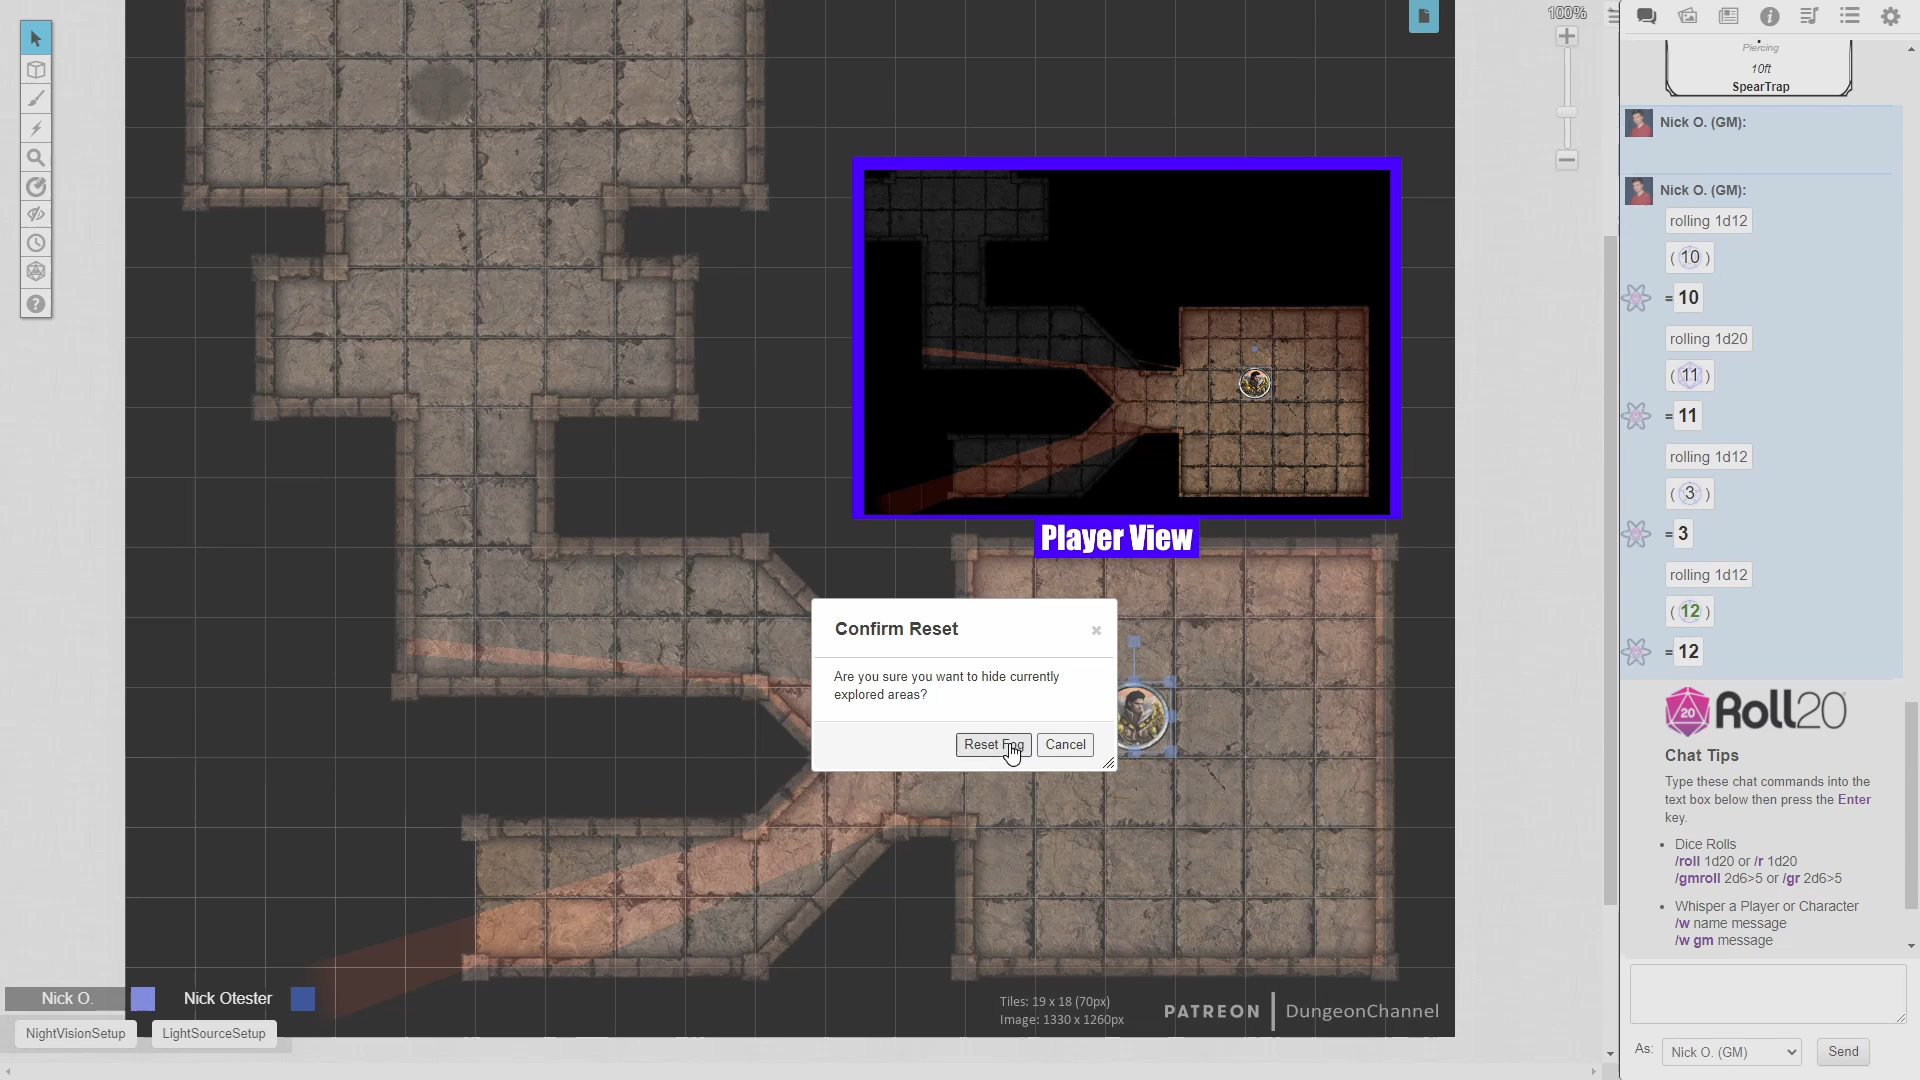 100%
Piercing
10ft
SpearTrap
Nick O. (GM):
Nick O. (GM):
rolling 1d12
(10)
=10
rolling 1d20
(11)
=11
rolling 1d12
(3)
=3
rolling 1d12
(12)
=12
20 Roll20
Chat Tips
Type these chat commands into the
text box below then press the Enter
key.
• Dice Rolls
/roll 1d20 or /r 1d20
/gmroll 2d6>5 or /gr 2d6>5
• Whisper a Player or Character
/w name message
/w gm message
As: Nick O. (GM) Send
Player View
Confirm Reset
Are you sure you want to hide currently
explored areas?
Reset Fog Cancel
Nick O. Nick Otester
NightVisionSetup LightSourceSetup
Tiles: 19 x 18 (70px)
Image: 1330 x 1260px
PATREON | DungeonChannel